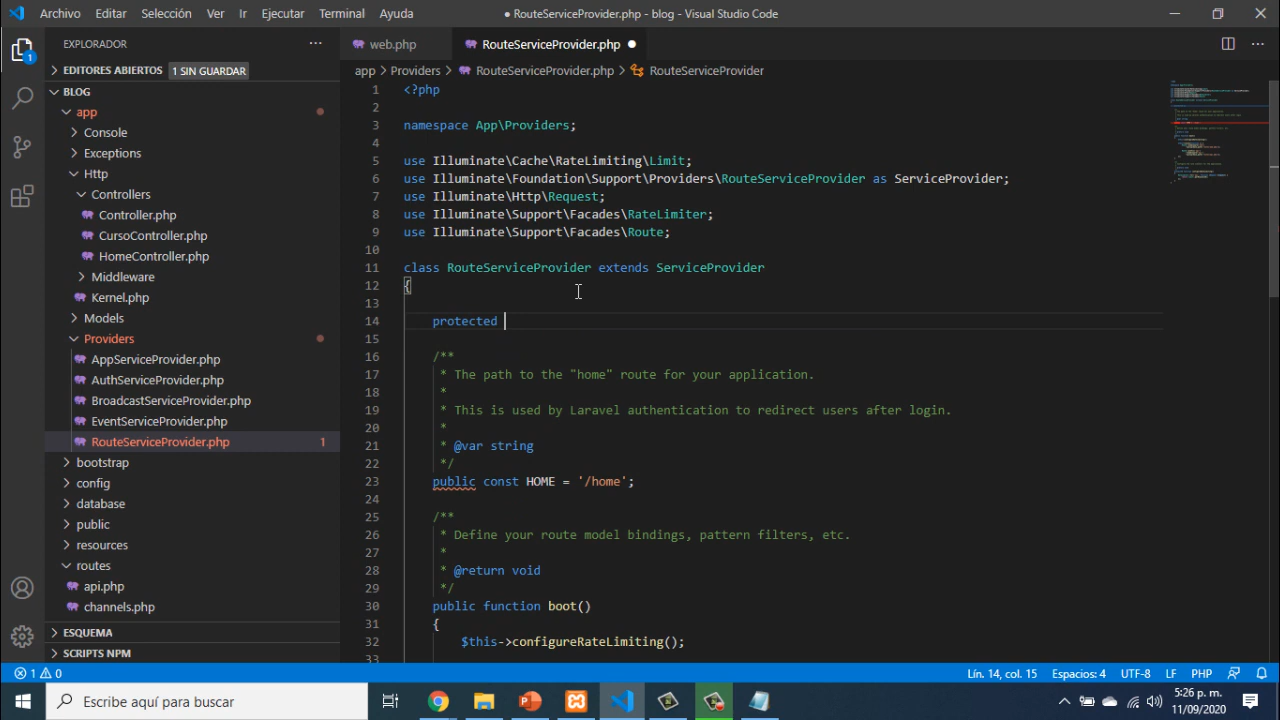 Archivo Editar Selección Ver Ir Ejecutar Terminal Ayuda ● RouteServiceProvider.php - blog - Visual Studio Code
EXPLORADOR
EDITORES ABIERTOS 1 SIN GUARDAR
BLOG
app
Console
Exceptions
Http
Controllers
Controller.php
CursoController.php
HomeController.php
Middleware
Kernel.php
Models
Providers
AppServiceProvider.php
AuthServiceProvider.php
BroadcastServiceProvider.php
EventServiceProvider.php
RouteServiceProvider.php 1
bootstrap
config
database
public
resources
routes
api.php
channels.php
ESQUEMA
SCRIPTS NPM
web.php RouteServiceProvider.php ●
app > Providers > RouteServiceProvider.php > RouteServiceProvider
1 <?php
2
3 namespace App\Providers;
4
5 use Illuminate\Cache\RateLimiting\Limit;
6 use Illuminate\Foundation\Support\Providers\RouteServiceProvider as ServiceProvider;
7 use Illuminate\Http\Request;
8 use Illuminate\Support\Facades\RateLimiter;
9 use Illuminate\Support\Facades\Route;
10
11 class RouteServiceProvider extends ServiceProvider
12 {
13
14 protected
15
16 /**
17 * The path to the "home" route for your application.
18 *
19 * This is used by Laravel authentication to redirect users after login.
20 *
21 * @var string
22 */
23 public const HOME = '/home';
24
25 /**
26 * Define your route model bindings, pattern filters, etc.
27 *
28 * @return void
29 */
30 public function boot()
31 {
32 $this->configureRateLimiting();
33
1 0 Lín. 14, col. 15 Espacios: 4 UTF-8 LF PHP
Escribe aquí para buscar
5:26 p. m.
11/09/2020